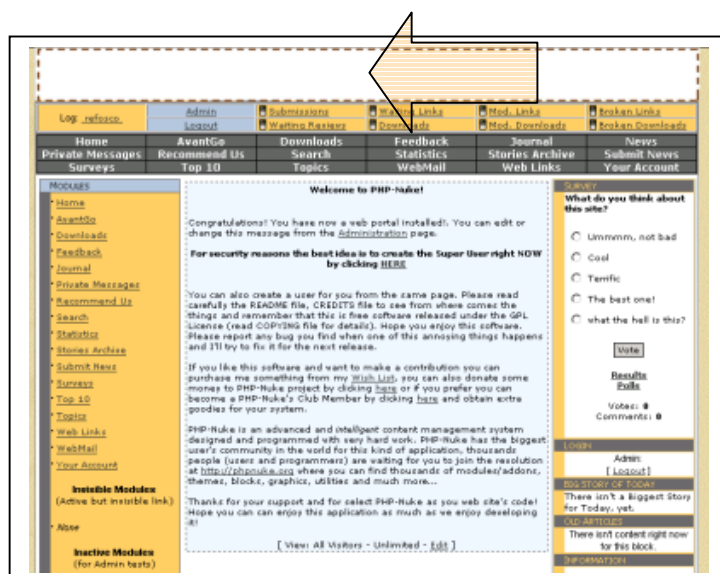 Log: refosco
Admin
Logout
Submissions
Waiting Reviews
Waiting Links
Downloads
Mod. Links
Mod. Downloads
Broken Links
Broken Downloads
Home AvantGo Downloads Feedback Journal News
Private Messages Recommend Us Search Statistics Stories Archive Submit News
Surveys Top 10 Topics WebMail Web Links Your Account
MODULES
Home
AvantGo
Downloads
Feedback
Journal
Private Messages
Recommend Us
Search
Statistics
Stories Archive
Submit News
Surveys
Top 10
Topics
Web Links
WebMail
Your Account
Invisible Modules
(Active but invisible link)
None
Inactive Modules
(for Admin tests)
Welcome to PHP-Nuke!
Congratulations! You have now a web portal installed!. You can edit or
change this message from the Administration page.
For security reasons the best idea is to create the Super User right NOW
by clicking HERE
You can also create a user for you from the same page. Please read
carefully the README file, CREDITS file to see from where comes the
things and remember that this is free software released under the GPL
License (read COPYING file for details). Hope you enjoy this software.
Please report any bug you find when one of this annoying things happens
and I'll try to fix it for the next release.
If you like this software and want to make a contribution you can
purchase me something from my Wish List, you can also donate some
money to PHP-Nuke project by clicking here or if you prefer you can
become a PHP-Nuke's Club Member by clicking here and obtain extra
goodies for your system.
PHP-Nuke is an advanced and intelligent content management system
designed and programmed with very hard work. PHP-Nuke has the biggest
user's community in the world for this kind of application, thousands
people (users and programmers) are waiting for you to join the resolution
at http://phpnuke.org where you can find thousands of modules/addons,
themes, blocks, graphics, utilities and much more...
Thanks for your support and for select PHP-Nuke as you web site's code!
Hope you can can enjoy this application as much as we enjoy developing
it!
[ View: All Visitors - Unlimited - Edit ]
SURVEY
What do you think about
this site?
Ummmm, not bad
Cool
Terrific
The best one!
what the hell is this?
Vote
Results
Polls
Votes: 0
Comments: 0
LOGIN
Admin:
[ Logout ]
BIG STORY OF TODAY
There isn't a Biggest Story
for Today, yet.
OLD ARTICLES
There isn't content right now
for this block.
INFORMATION